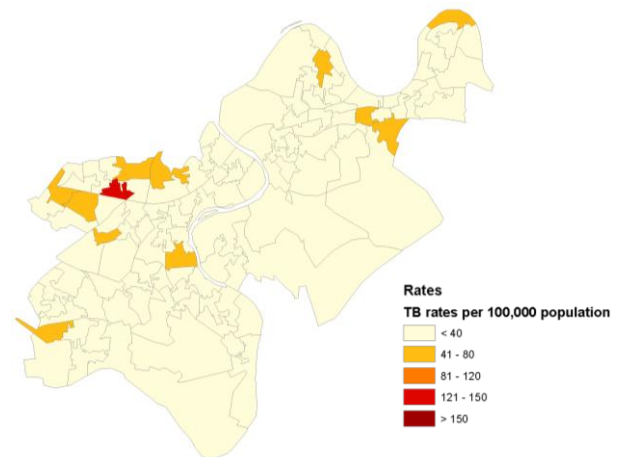 Rates
TB rates per 100,000 population
< 40
41 - 80
81 - 120
121 - 150
> 150